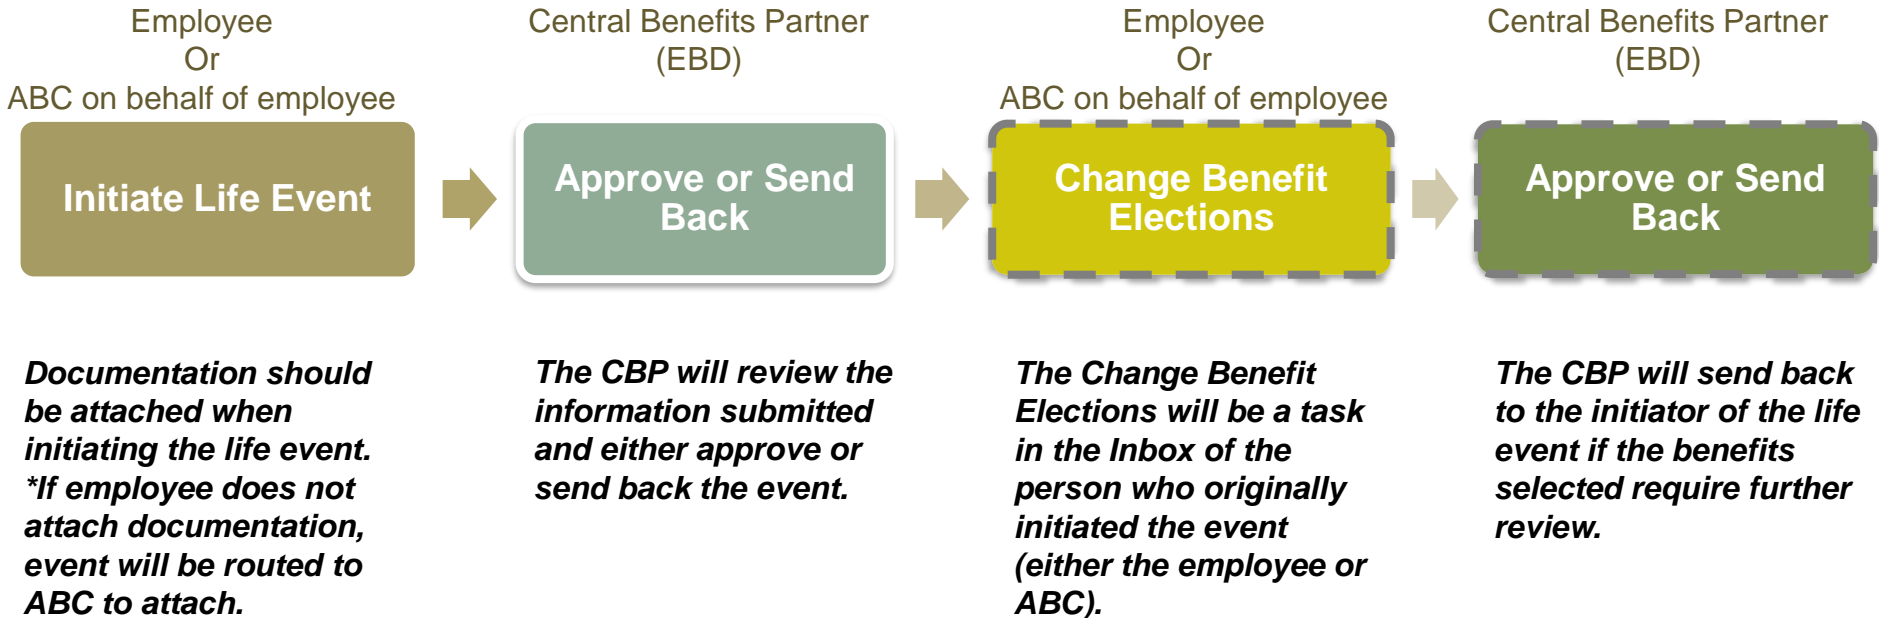 Employee
Or
ABC on behalf of employee
Central Benefits Partner
(EBD)
Employee
Or
ABC on behalf of employee
Central Benefits Partner
(EBD)
Initiate Life Event
Approve or Send
Back
Change Benefit
Elections
Approve or Send
Back
Documentation should
be attached when
initiating the life event.
*If employee does not
attach documentation,
event will be routed to
ABC to attach.
The CBP will review the
information submitted
and either approve or
send back the event.
The Change Benefit
Elections will be a task
in the Inbox of the
person who originally
initiated the event
(either the employee or
ABC).
The CBP will send back
to the initiator of the life
event if the benefits
selected require further
review.